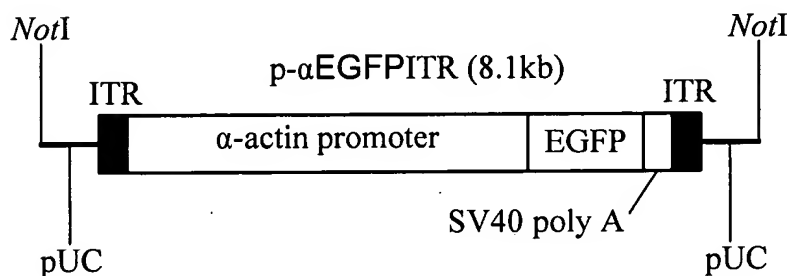 NotI
NotI
p-αEGFPITR (8.1kb)
ITR
ITR
α-actin promoter
EGFP
SV40 poly A
pUC
pUC